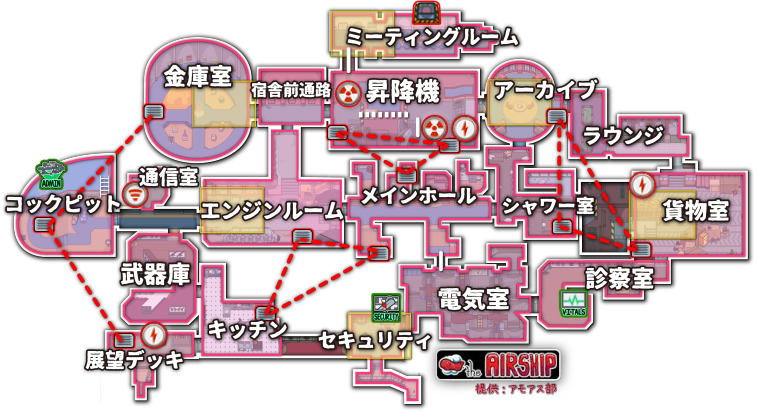 ミーティングルーム
金庫室
宿舎前通路
昇降機
アーカイブ
ラウンジ
ADMIN
通信室
コックピット
エンジンルーム
メインホール
シャワー室
貨物室
武器庫
電気室
診察室
SECURITY
VITALS
キッチン
セキュリティ
展望デッキ
the AIRSHIP
提供：アモアス部